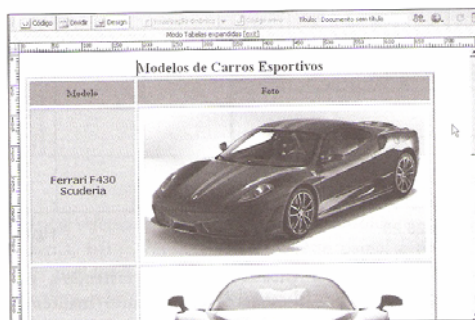 Código Dividir Design Título: Documento sem título
Modo Tabelas expandidas [exit]
Modelos de Carros Esportivos
Modelo Foto
Ferrari F430
Scuderia